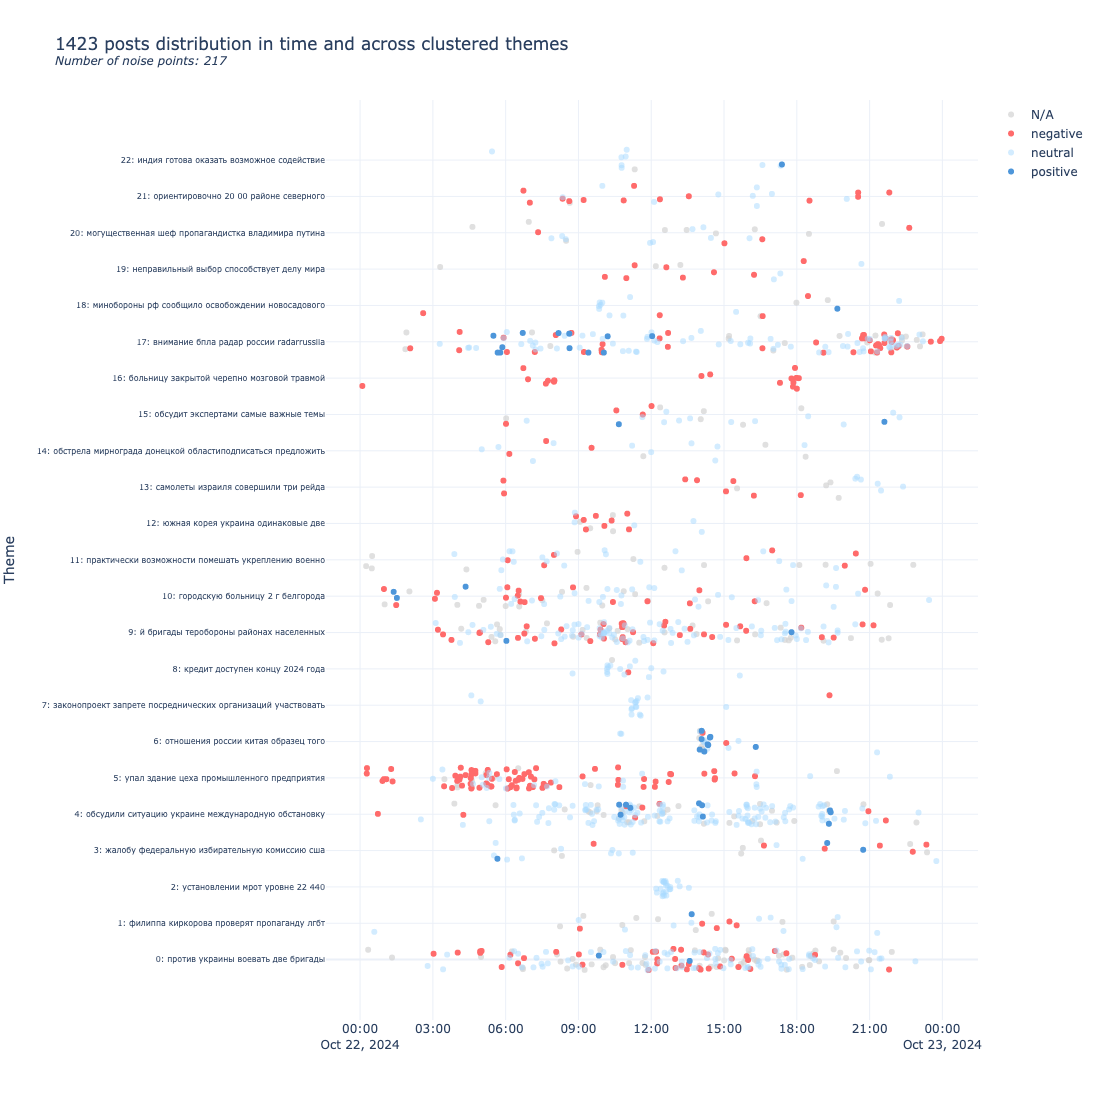 1423 posts distribution in time and across clustered themes
Number of noise points: 217
N/A
negative
neutral
positive
Theme
22: индия готова оказать возможное содействие
21: ориентировочно 20 00 районе северного
20: могущественная шеф пропагандистка владимира путина
19: неправильный выбор способствует делу мира
18: минобороны рф сообщило освобождении новосадового
17: внимание бпла радар россии radarrussiia
16: больницу закрытой черепно мозговой травмой
15: обсудит экспертами самые важные темы
14: обстрела мирнограда донецкой областиподписаться предложить
13: самолеты израиля совершили три рейда
12: южная корея украина одинаковые две
11: практически возможности помешать укреплению военно
10: городскую больницу 2 г белгорода
9: й бригады теробороны районах населенных
8: кредит доступен концу 2024 года
7: законопроект запрете посреднических организаций участвовать
6: отношения россии китая образец того
5: упал здание цеха промышленного предприятия
4: обсудили ситуацию украине международную обстановку
3: жалобу федеральную избирательную комиссию сша
2: установлении мрот уровне 22 440
1: филиппа киркорова проверят пропаганду лгбт
0: против украины воевать две бригады
00:00 03:00 06:00 09:00 12:00 15:00 18:00 21:00 00:00
Oct 22, 2024 Oct 23, 2024